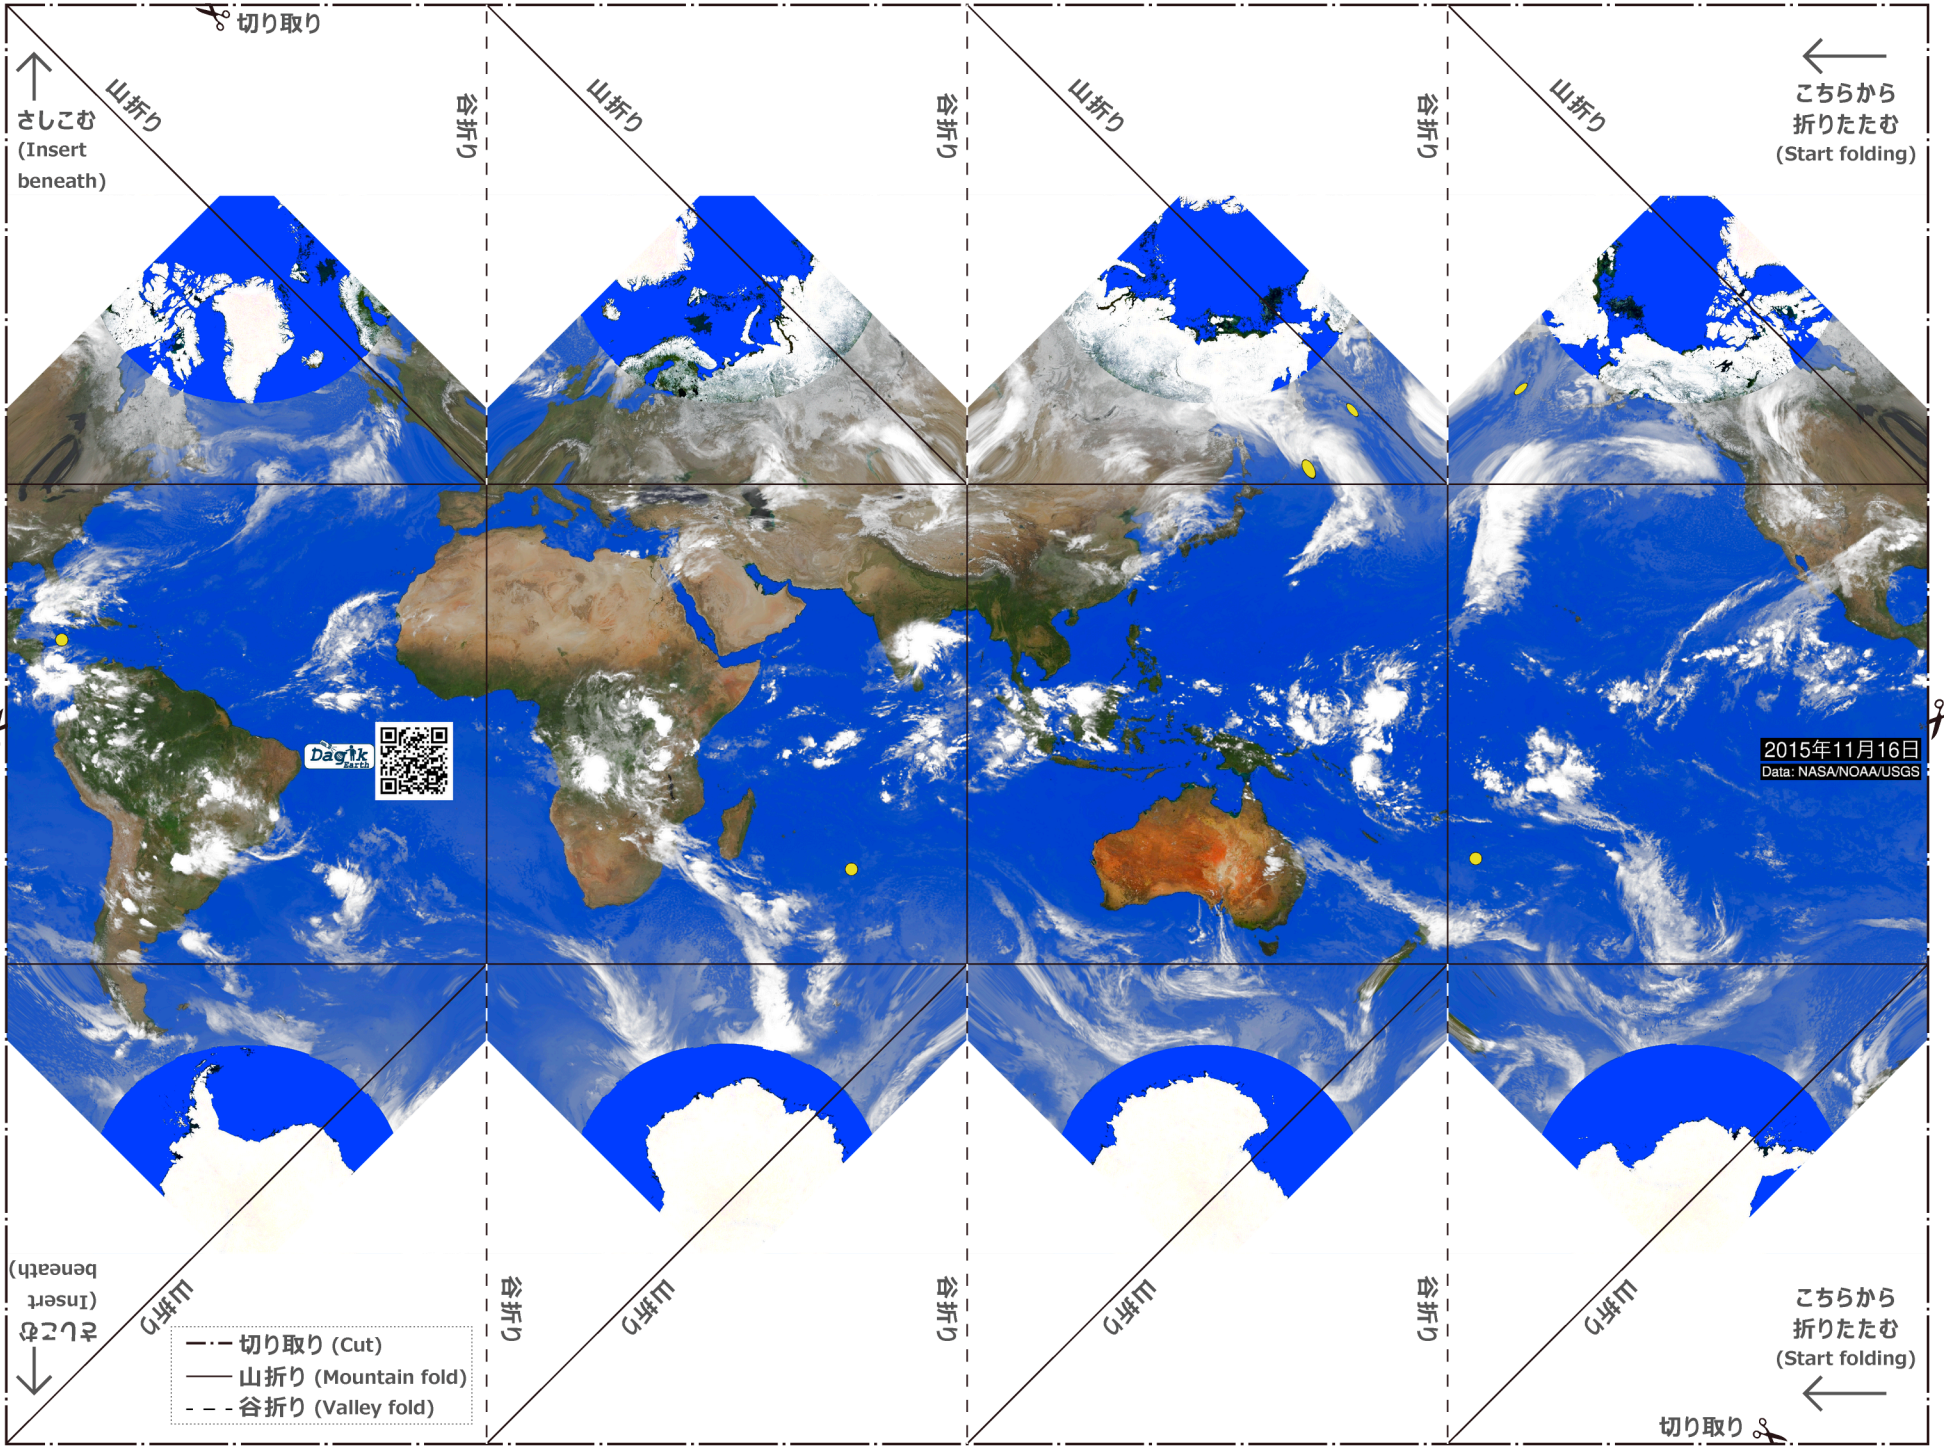 切り取り
山折り
谷折り
山折り
谷折り
山折り
谷折り
山折り
さしこむ
(Insert
beneath)
こちらから
折りたたむ
(Start folding)
Dagik
Earth
2015年11月16日
Data: NASA/NOAA/USGS
さしこむ
(Insert
beneath)
山折り
谷折り
山折り
谷折り
山折り
谷折り
山折り
こちらから
折りたたむ
(Start folding)
切り取り (Cut)
山折り (Mountain fold)
谷折り (Valley fold)
切り取り